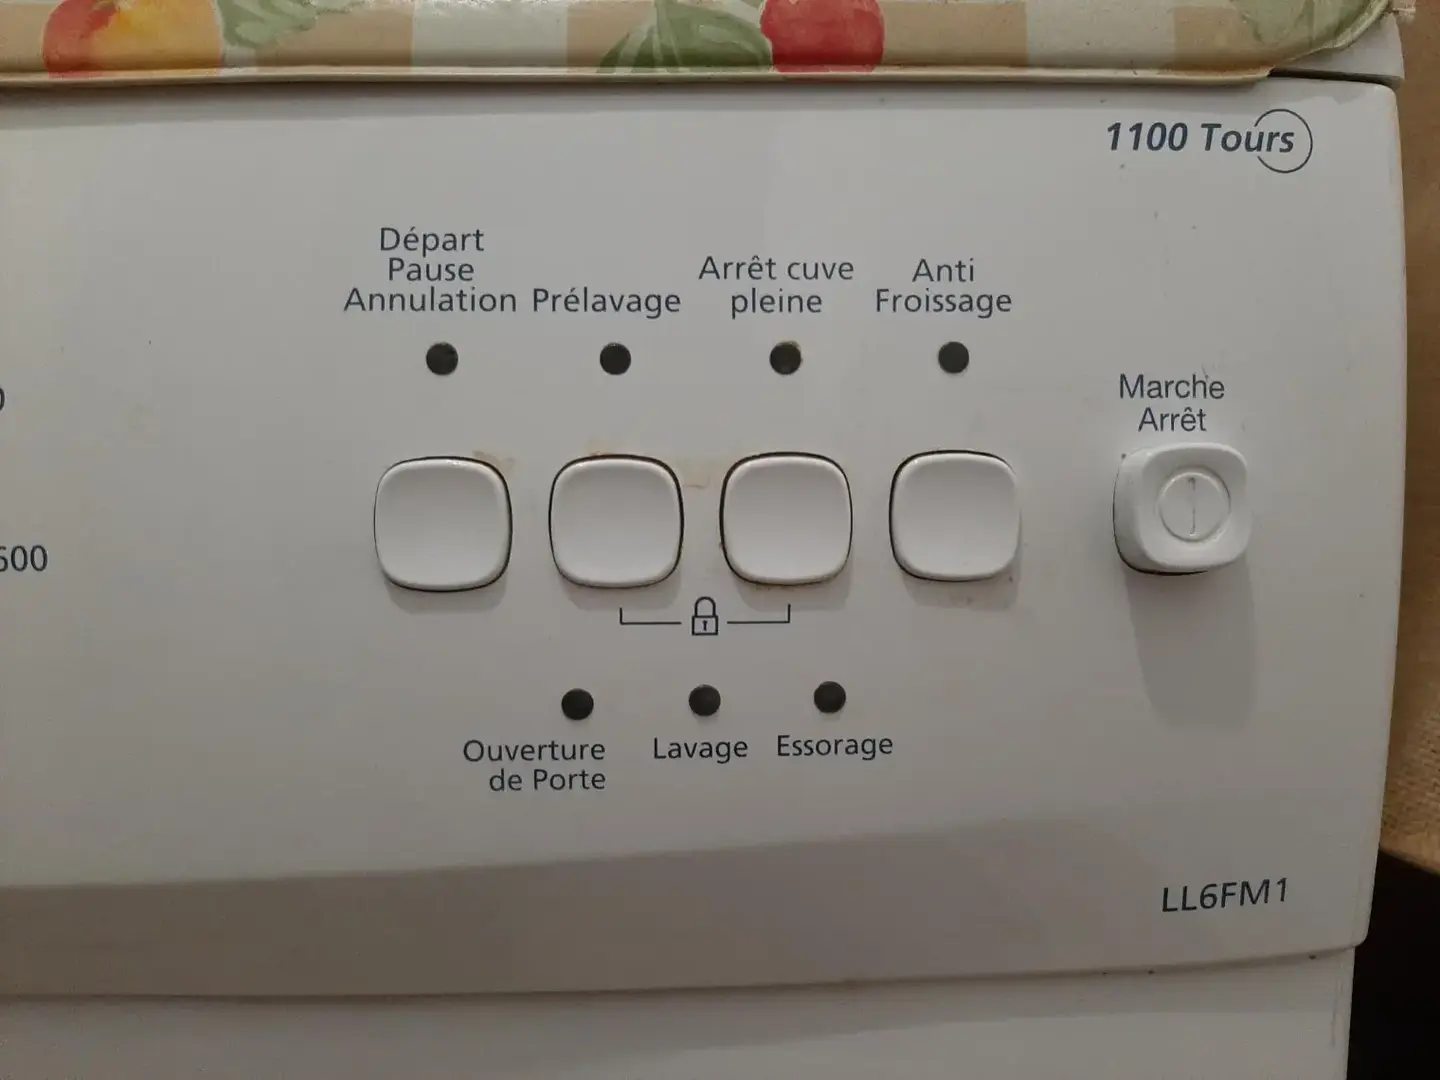 1100 Tours
Départ
Pause
Annulation
Prélavage
Arrêt cuve
pleine
Anti
Froissage
Marche
Arrêt
Ouverture
de Porte
Lavage
Essorage
LL6FM1